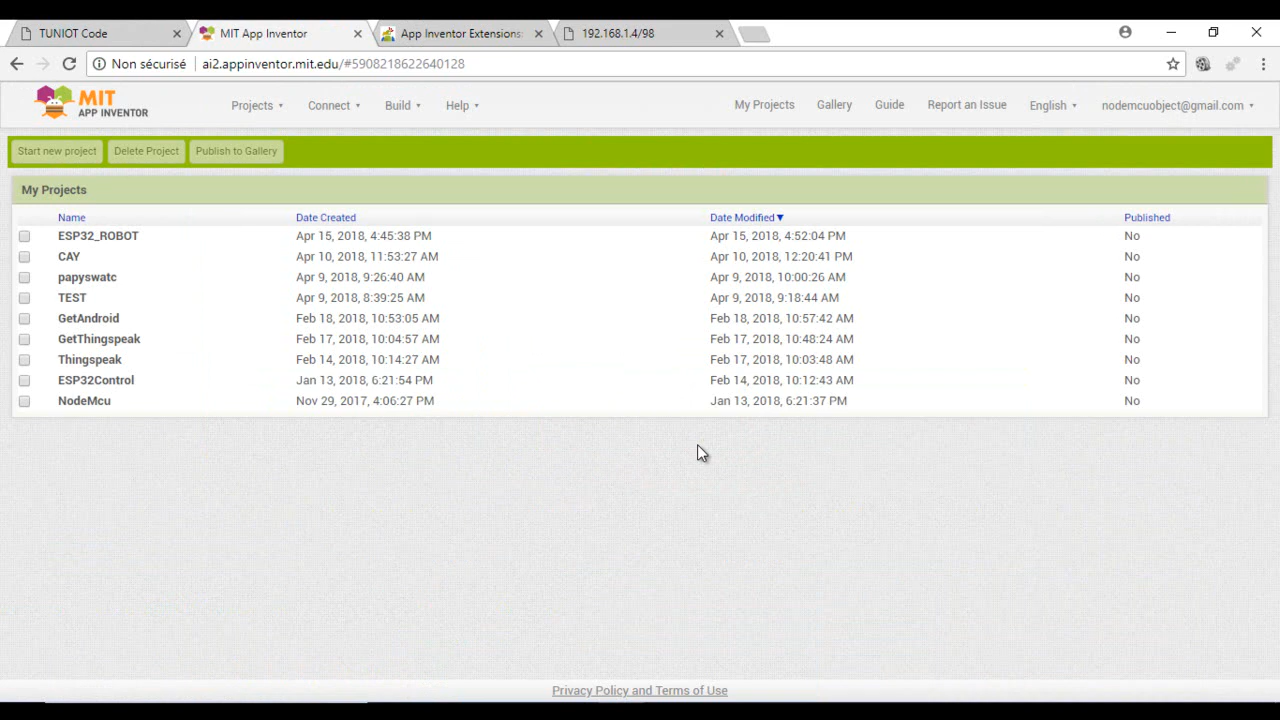 TUNIOT Code
MIT App Inventor
App Inventor Extensions:
192.168.1.4/98
Non sécurisé
ai2.appinventor.mit.edu/#5908218622640128
MIT
APP INVENTOR
Projects
Connect
Build
Help
My Projects
Gallery
Guide
Report an Issue
English
nodemcuobject@gmail.com
Start new project
Delete Project
Publish to Gallery
My Projects
Name Date Created Date Modified Published
ESP32_ROBOT Apr 15, 2018, 4:45:38 PM Apr 15, 2018, 4:52:04 PM No
CAY Apr 10, 2018, 11:53:27 AM Apr 10, 2018, 12:20:41 PM No
papyswatc Apr 9, 2018, 9:26:40 AM Apr 9, 2018, 10:00:26 AM No
TEST Apr 9, 2018, 8:39:25 AM Apr 9, 2018, 9:18:44 AM No
GetAndroid Feb 18, 2018, 10:53:05 AM Feb 18, 2018, 10:57:42 AM No
GetThingspeak Feb 17, 2018, 10:04:57 AM Feb 17, 2018, 10:48:24 AM No
Thingspeak Feb 14, 2018, 10:14:27 AM Feb 17, 2018, 10:03:48 AM No
ESP32Control Jan 13, 2018, 6:21:54 PM Feb 14, 2018, 10:12:43 AM No
NodeMcu Nov 29, 2017, 4:06:27 PM Jan 13, 2018, 6:21:37 PM No
Privacy Policy and Terms of Use